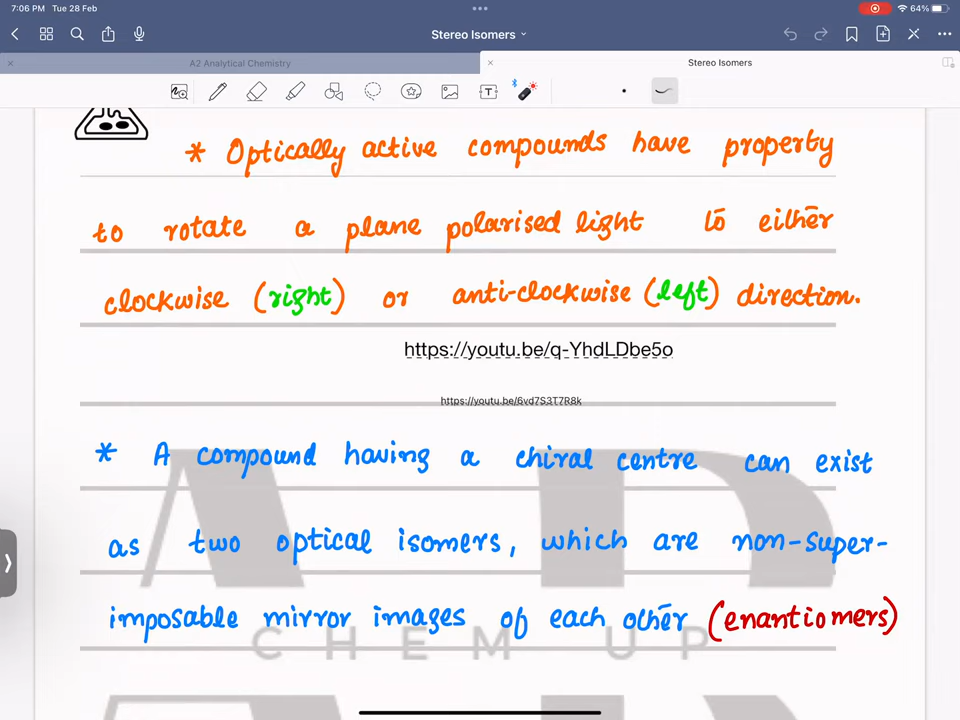 7:06 PM Tue 28 Feb
64%
Stereo Isomers
A2 Analytical Chemistry
Stereo Isomers
* Optically active compounds have property
to rotate a plane polarised light to either
clockwise (right) or anti-clockwise (left) direction.
https://youtu.be/q-YhdLDbe5o
https://youtu.be/6vd7S3T7R8k
* A compound having a chiral centre can exist
as two optical isomers, which are non-super-
imposable mirror images of each other (enantiomers)
CHEM UP